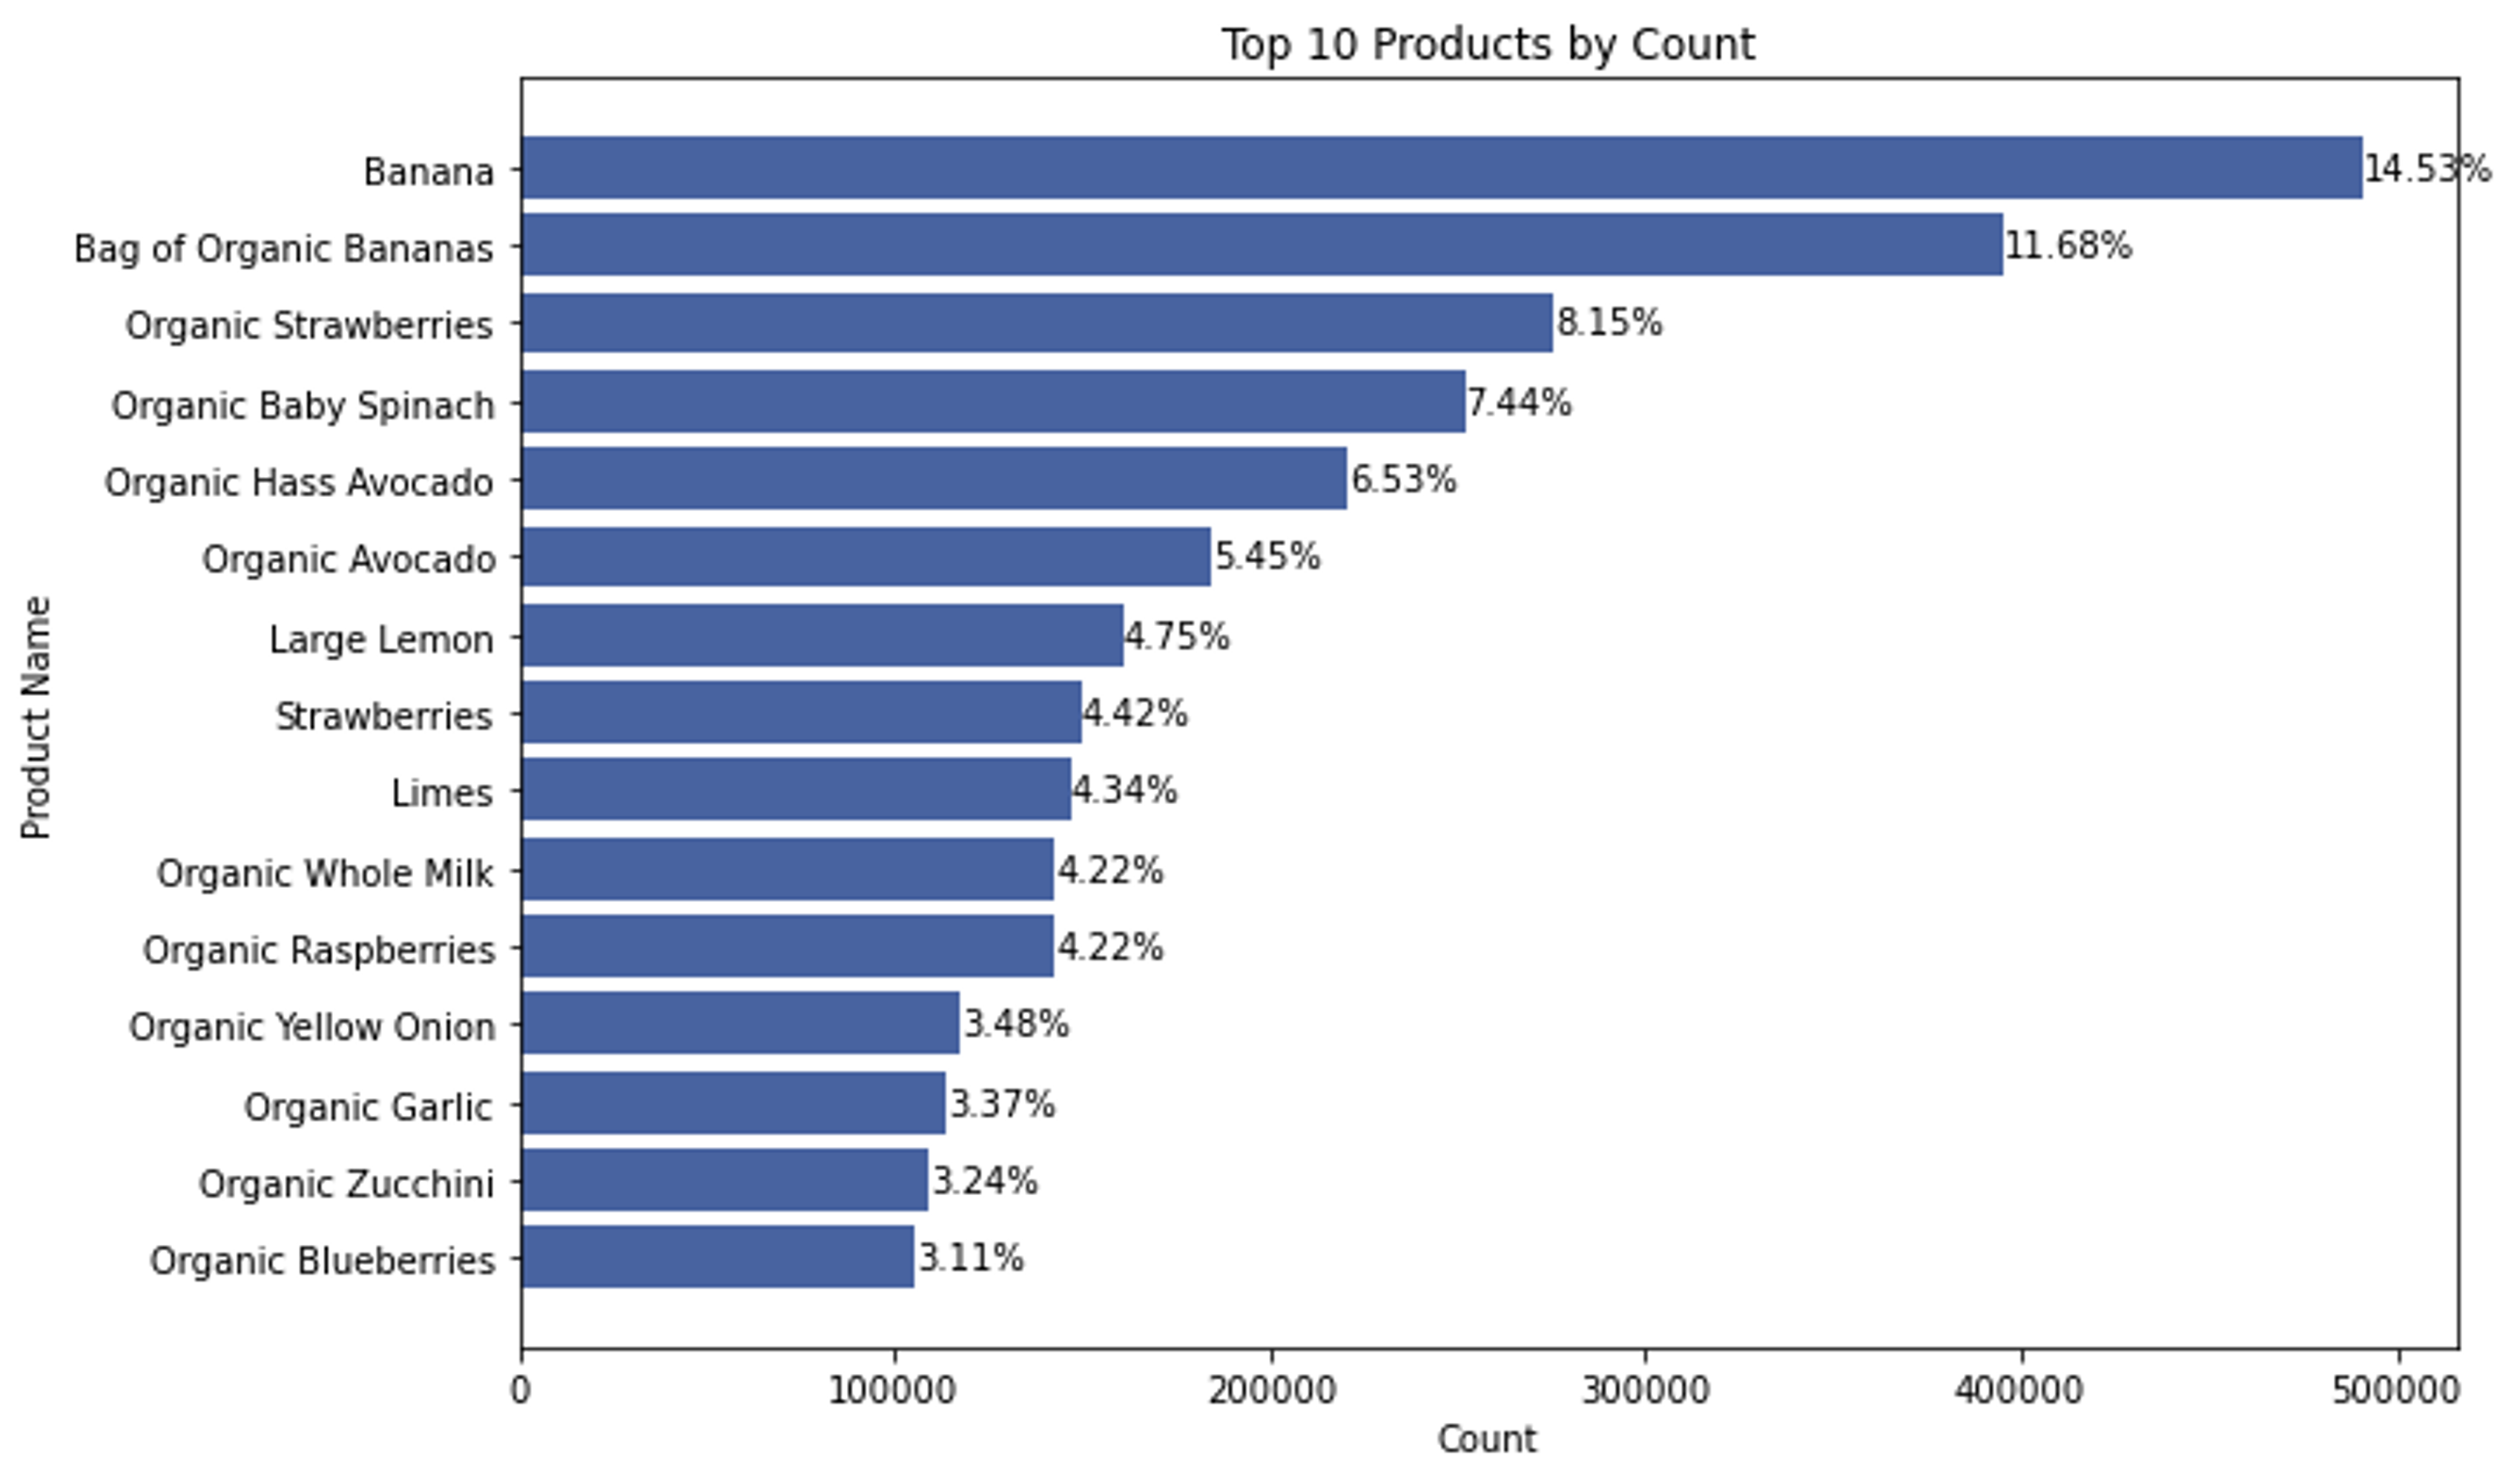 Top 10 Products by Count
Product Name
Banana 14.53%
Bag of Organic Bananas 11.68%
Organic Strawberries 8.15%
Organic Baby Spinach 7.44%
Organic Hass Avocado 6.53%
Organic Avocado 5.45%
Large Lemon 4.75%
Strawberries 4.42%
Limes 4.34%
Organic Whole Milk 4.22%
Organic Raspberries 4.22%
Organic Yellow Onion 3.48%
Organic Garlic 3.37%
Organic Zucchini 3.24%
Organic Blueberries 3.11%
0 100000 200000 300000 400000 500000
Count